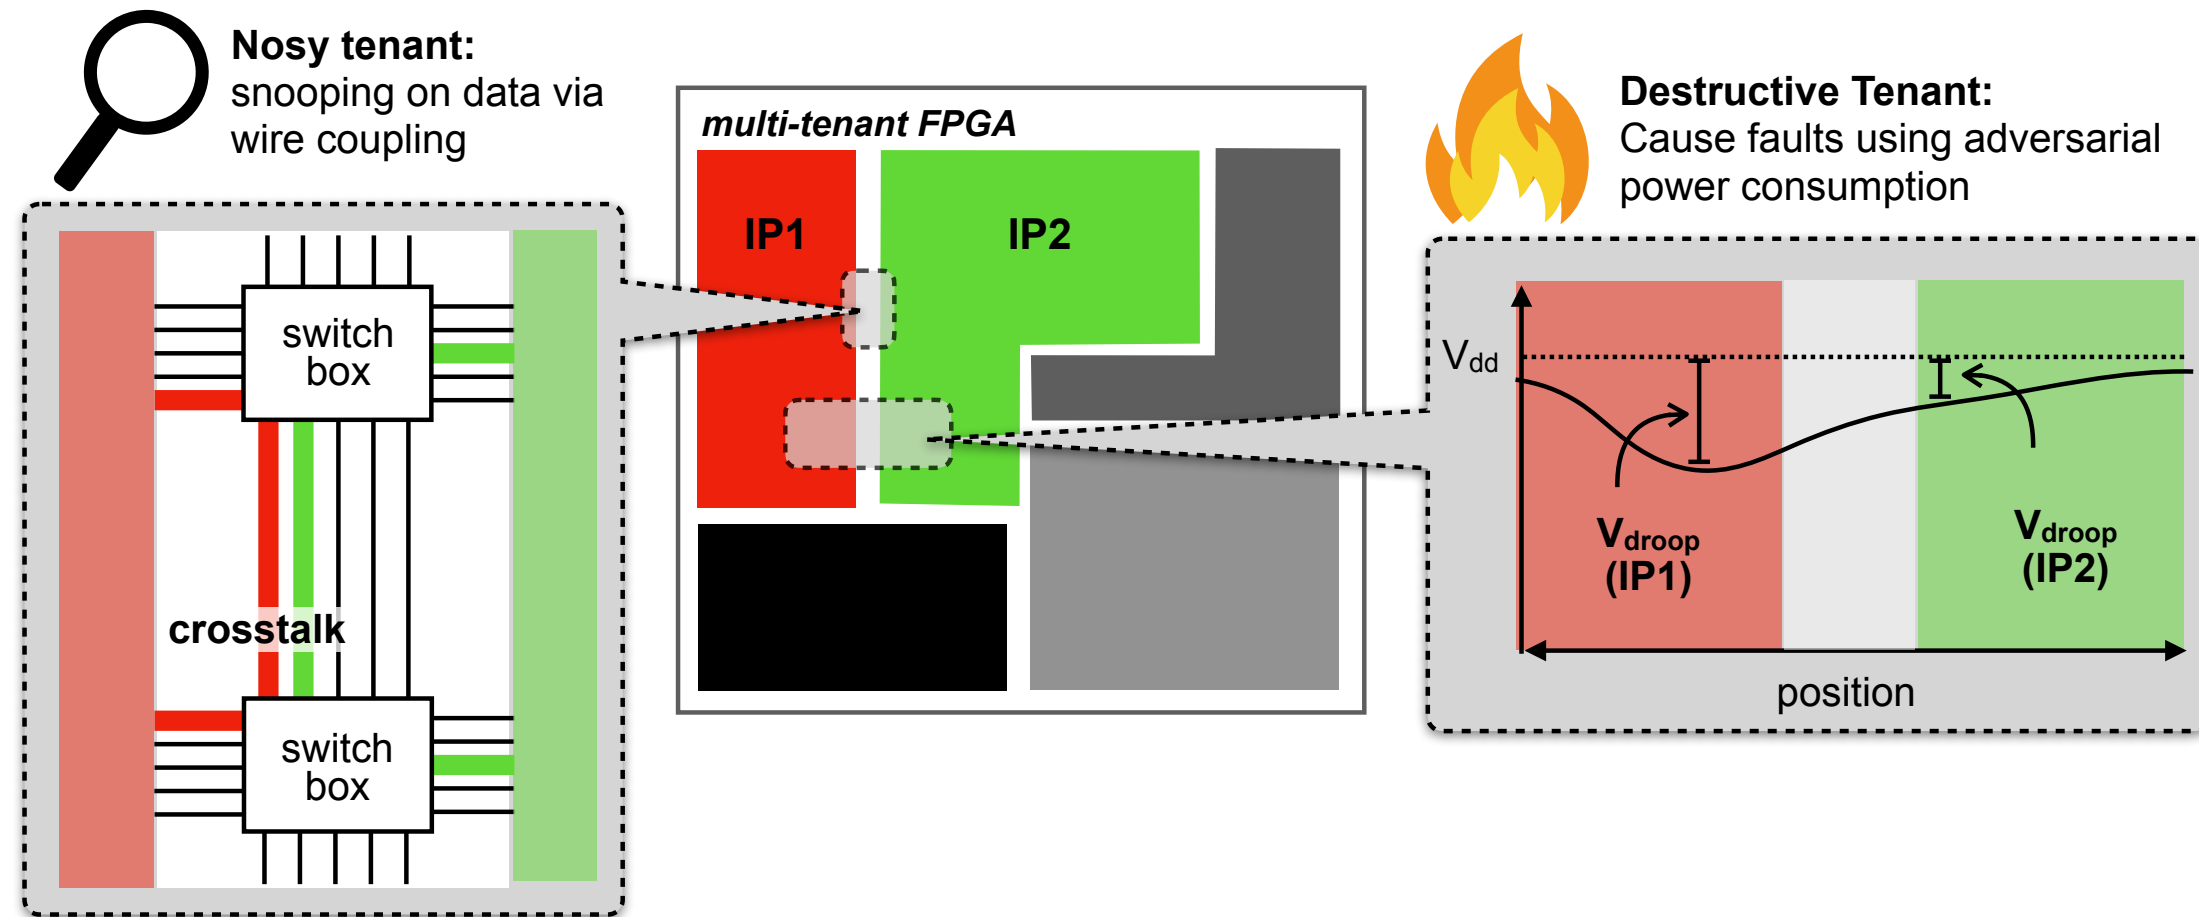 Nosy tenant:
snooping on data via
wire coupling
switch
box
crosstalk
switch
box
multi-tenant FPGA
IP1
IP2
Destructive Tenant:
Cause faults using adversarial
power consumption
Vdd
Vdroop
(IP1)
Vdroop
(IP2)
position